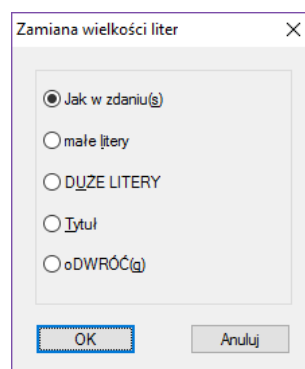 Zamiana wielkości liter
Jak w zdaniu(s)
małe litery
DUŻE LITERY
Tytuł
oDWRÓĆ(g)
OK Anuluj